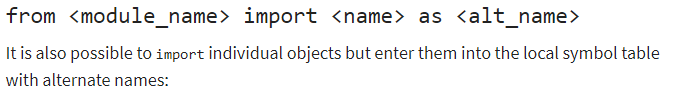 from <module_name> import <name> as <alt_name>
It is also possible to import individual objects but enter them into the local symbol table
with alternate names: